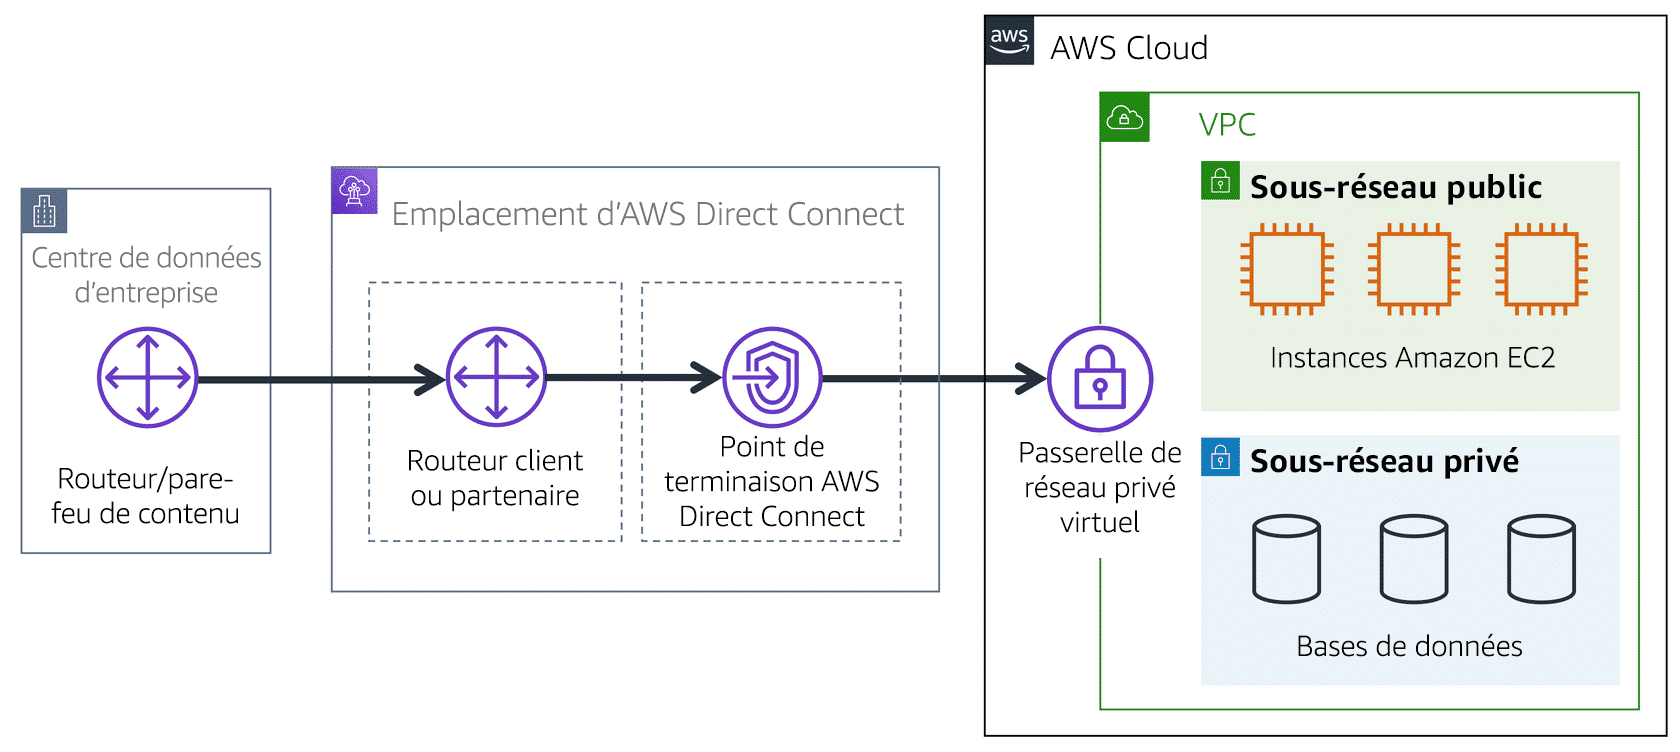 aws
AWS Cloud
VPC
Sous-réseau public
Instances Amazon EC2
Sous-réseau privé
Bases de données
Passerelle de
réseau privé
virtuel
Emplacement d'AWS Direct Connect
Routeur client
ou partenaire
Point de
terminaison AWS
Direct Connect
Centre de données
d'entreprise
Routeur/pare-
feu de contenu